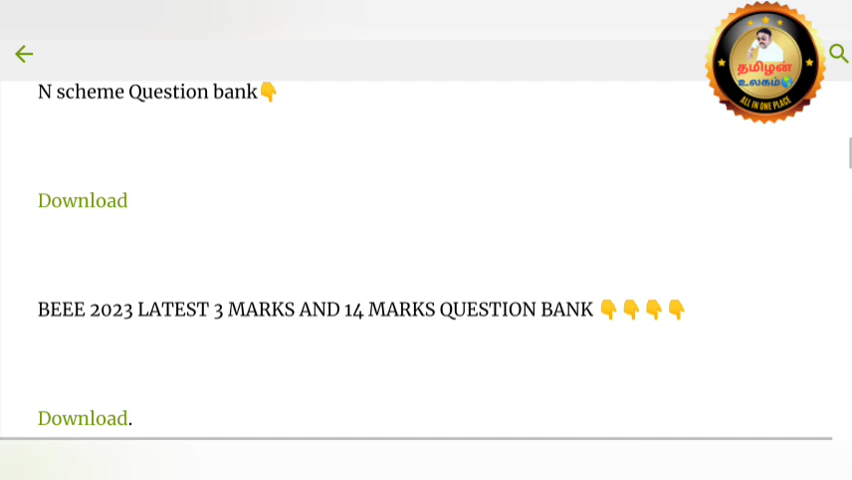 தமிழன்
உலகம்
ALL IN ONE PLACE
N scheme Question bank👇
Download
BEEE 2023 LATEST 3 MARKS AND 14 MARKS QUESTION BANK 👇👇👇👇
Download.